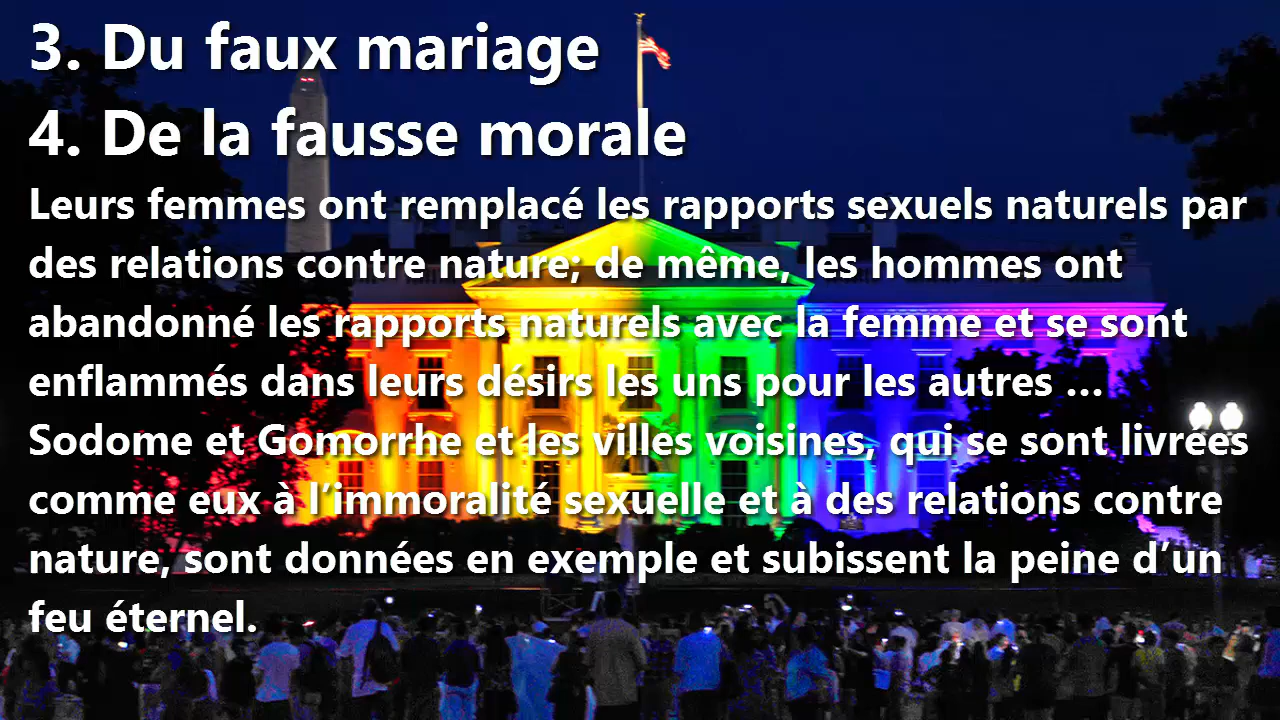 3. Du faux mariage
4. De la fausse morale
Leurs femmes ont remplacé les rapports sexuels naturels par
des relations contre nature; de même, les hommes ont
abandonné les rapports naturels avec la femme et se sont
enflammés dans leurs désirs les uns pour les autres ...
Sodome et Gomorrhe et les villes voisines, qui se sont livrées
comme eux à l’immoralité sexuelle et à des relations contre
nature, sont données en exemple et subissent la peine d’un
feu éternel.